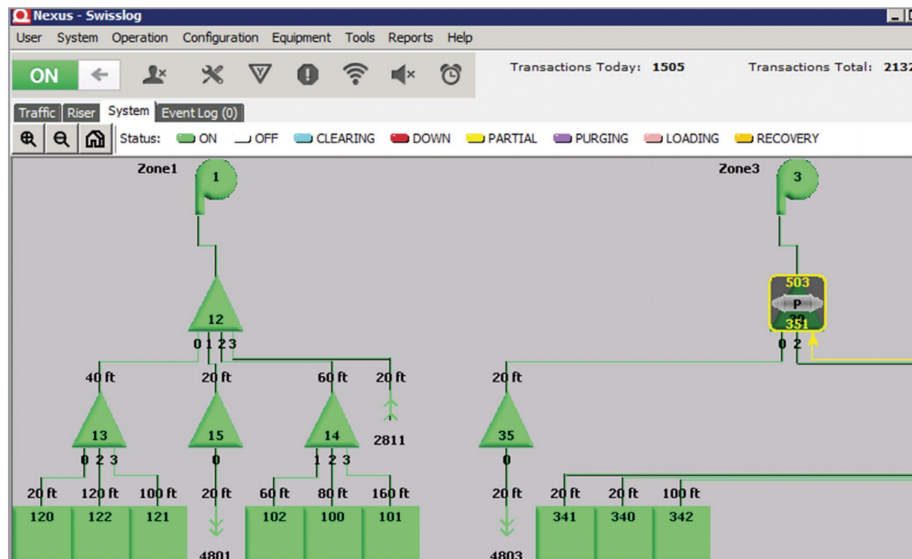 Nexus - Swisslog
User System Operation Configuration Equipment Tools Reports Help
ON Transactions Today: 1505 Transactions Total: 2132
Traffic Riser System Event Log (0)
Status: ON OFF CLEARING DOWN PARTIAL PURGING LOADING RECOVERY
Zone1 1 Zone3 3
503
P
12
351
0 1 2 3 0 2
40 ft 20 ft 60 ft 20 ft 20 ft
13 15 14 35
2811
0 2 3 0 1 2 3 0
20 ft 120 ft 100 ft 20 ft 60 ft 80 ft 160 ft 20 ft 20 ft 20 ft 100 ft
120 122 121 102 100 101 341 340 342
4801 4803